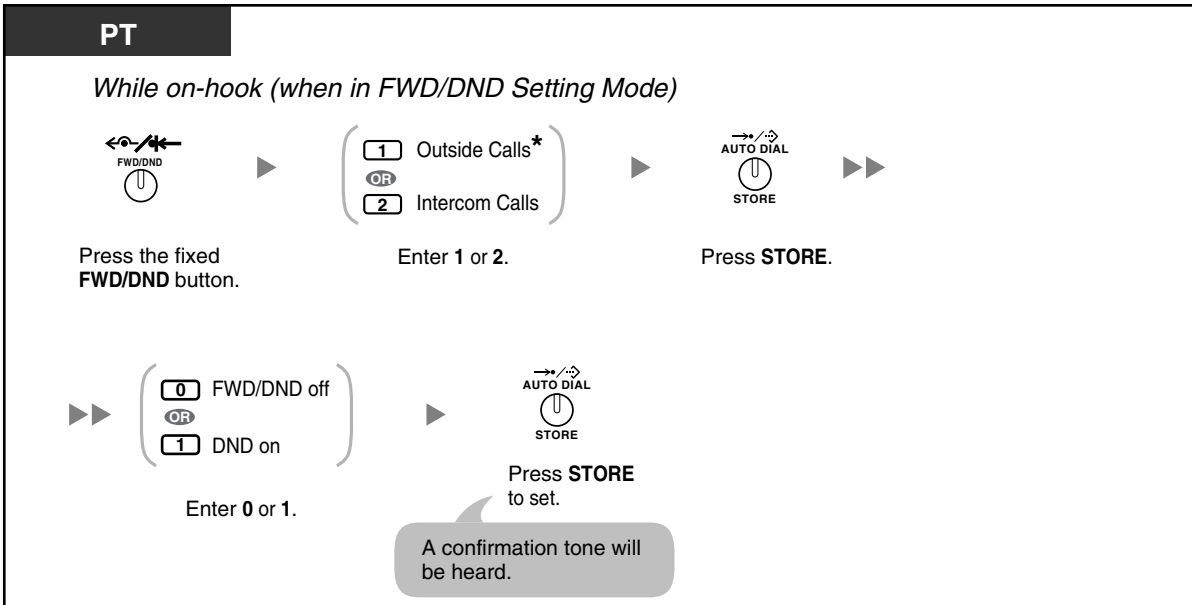 PT
While on-hook (when in FWD/DND Setting Mode)
FWD/DND
Press the fixed
FWD/DND button.
1 Outside Calls*
OR
2 Intercom Calls
Enter 1 or 2.
AUTO DIAL
STORE
Press STORE.
0 FWD/DND off
OR
1 DND on
Enter 0 or 1.
AUTO DIAL
STORE
Press STORE
to set.
A confirmation tone will
be heard.